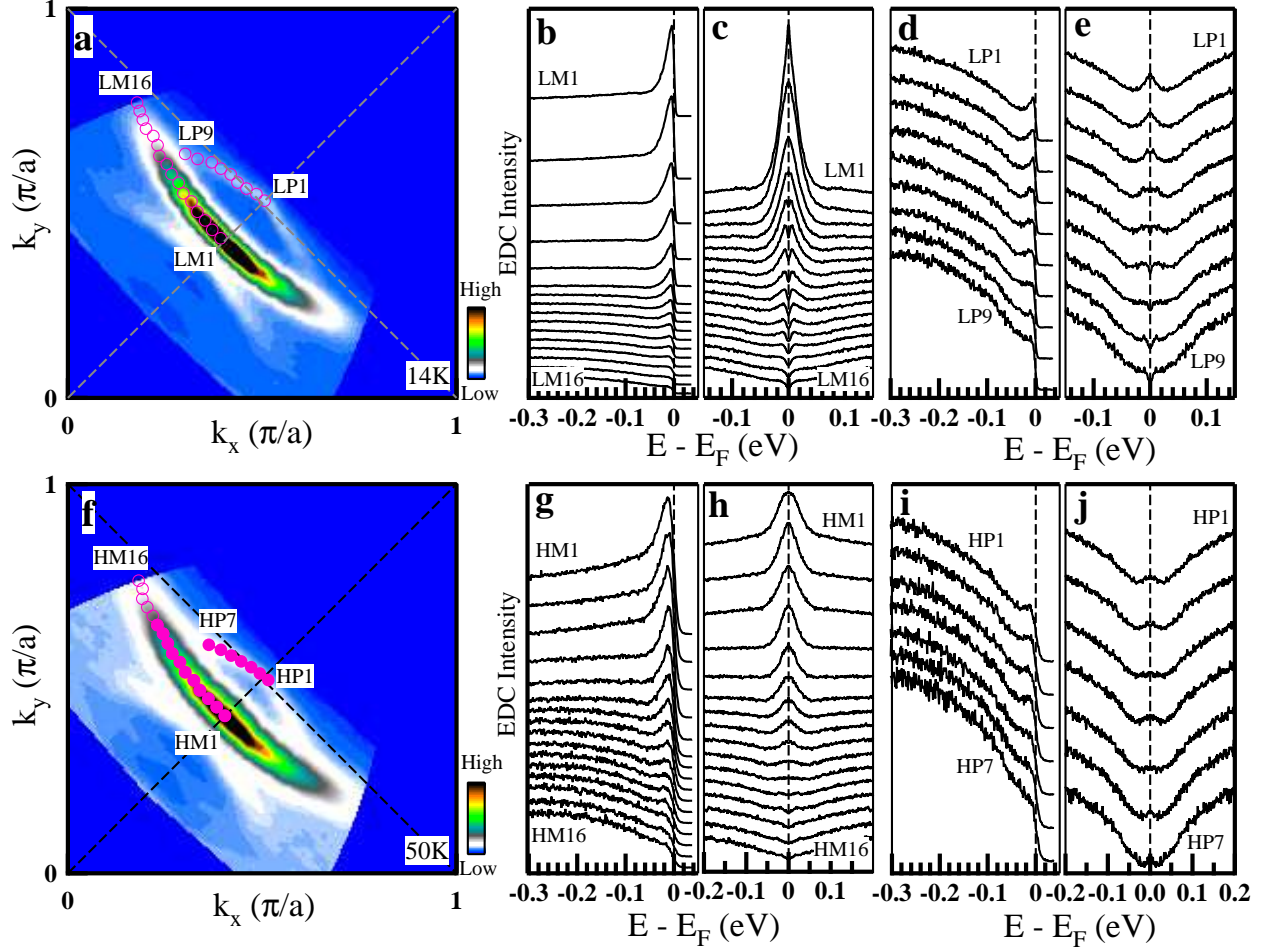 1
a
LM16
LP9
LP1
LM1
14K
High
Low
0
0
1
k_y (π/a)
k_x (π/a)
b
LM1
LM16
-0.3 -0.2 -0.1 0
c
LM1
LM16
-0.1 0 0.1
EDC Intensity
E - E_F (eV)
d
LP1
LP9
-0.3 -0.2 -0.1 0
e
LP1
LP9
-0.1 0 0.1
E - E_F (eV)
1
f
HM16
HP7
HP1
HM1
50K
High
Low
0
0
1
k_y (π/a)
k_x (π/a)
g
HM1
HM16
-0.3 -0.2 -0.1 0
h
HM1
HM16
-0.2 -0.1 0 0.1
EDC Intensity
E - E_F (eV)
i
HP1
HP7
-0.3 -0.2 -0.1 0
j
HP1
HP7
-0.2 -0.1 0 0.1 0.2
E - E_F (eV)